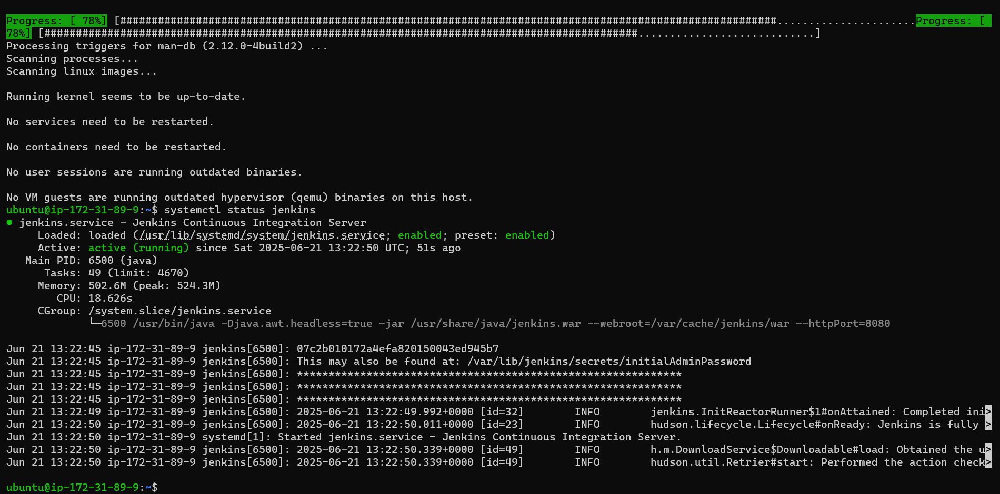 Progress: [ 78%] [########################################################################################################......................Progress: [
78%] [##############################################################################################............................]
Processing triggers for man-db (2.12.0-4build2) ...
Scanning processes...
Scanning linux images...
Running kernel seems to be up-to-date.
No services need to be restarted.
No containers need to be restarted.
No user sessions are running outdated binaries.
No VM guests are running outdated hypervisor (qemu) binaries on this host.
ubuntu@ip-172-31-89-9:~$ systemctl status jenkins
● jenkins.service - Jenkins Continuous Integration Server
     Loaded: loaded (/usr/lib/systemd/system/jenkins.service; enabled; preset: enabled)
     Active: active (running) since Sat 2025-06-21 13:22:50 UTC; 51s ago
   Main PID: 6500 (java)
      Tasks: 49 (limit: 4670)
     Memory: 502.6M (peak: 524.3M)
        CPU: 18.626s
     CGroup: /system.slice/jenkins.service
             └─6500 /usr/bin/java -Djava.awt.headless=true -jar /usr/share/java/jenkins.war --webroot=/var/cache/jenkins/war --httpPort=8080
Jun 21 13:22:45 ip-172-31-89-9 jenkins[6500]: 07c2b010172a4efa820150043ed945b7
Jun 21 13:22:45 ip-172-31-89-9 jenkins[6500]: This may also be found at: /var/lib/jenkins/secrets/initialAdminPassword
Jun 21 13:22:45 ip-172-31-89-9 jenkins[6500]: *************************************************************
Jun 21 13:22:45 ip-172-31-89-9 jenkins[6500]: *************************************************************
Jun 21 13:22:45 ip-172-31-89-9 jenkins[6500]: *************************************************************
Jun 21 13:22:49 ip-172-31-89-9 jenkins[6500]: 2025-06-21 13:22:49.992+0000 [id=32]        INFO        jenkins.InitReactorRunner$1#onAttained: Completed ini>
Jun 21 13:22:50 ip-172-31-89-9 jenkins[6500]: 2025-06-21 13:22:50.011+0000 [id=23]        INFO        hudson.lifecycle.Lifecycle#onReady: Jenkins is fully >
Jun 21 13:22:50 ip-172-31-89-9 systemd[1]: Started jenkins.service - Jenkins Continuous Integration Server.
Jun 21 13:22:50 ip-172-31-89-9 jenkins[6500]: 2025-06-21 13:22:50.339+0000 [id=49]        INFO        h.m.DownloadService$Downloadable#load: Obtained the u>
Jun 21 13:22:50 ip-172-31-89-9 jenkins[6500]: 2025-06-21 13:22:50.339+0000 [id=49]        INFO        hudson.util.Retrier#start: Performed the action check>
ubuntu@ip-172-31-89-9:~$